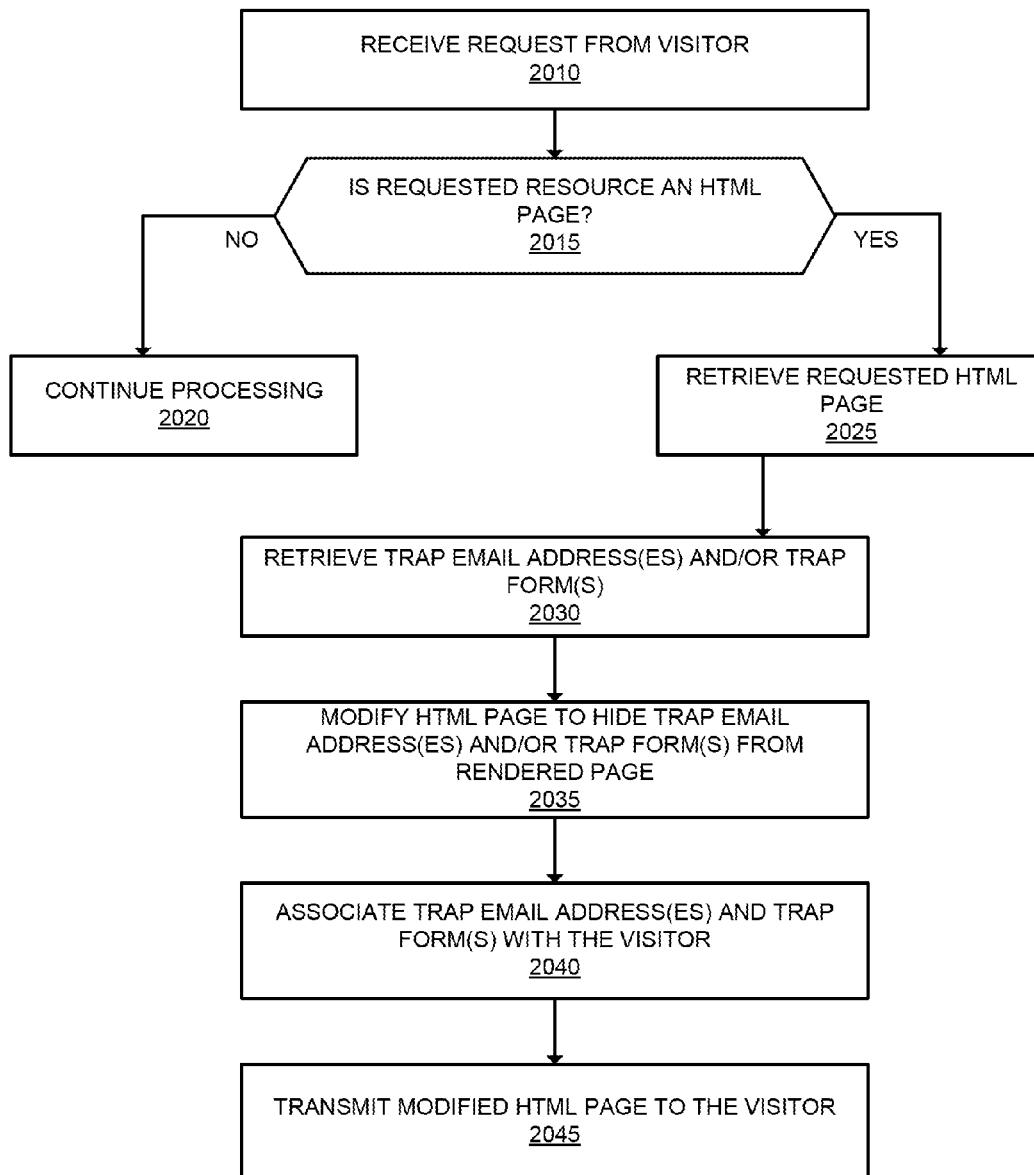 RECEIVE REQUEST FROM VISITOR
2010
IS REQUESTED RESOURCE AN HTML
PAGE?
2015
NO
YES
CONTINUE PROCESSING
2020
RETRIEVE REQUESTED HTML
PAGE
2025
RETRIEVE TRAP EMAIL ADDRESS(ES) AND/OR TRAP
FORM(S)
2030
MODIFY HTML PAGE TO HIDE TRAP EMAIL
ADDRESS(ES) AND/OR TRAP FORM(S) FROM
RENDERED PAGE
2035
ASSOCIATE TRAP EMAIL ADDRESS(ES) AND TRAP
FORM(S) WITH THE VISITOR
2040
TRANSMIT MODIFIED HTML PAGE TO THE VISITOR
2045